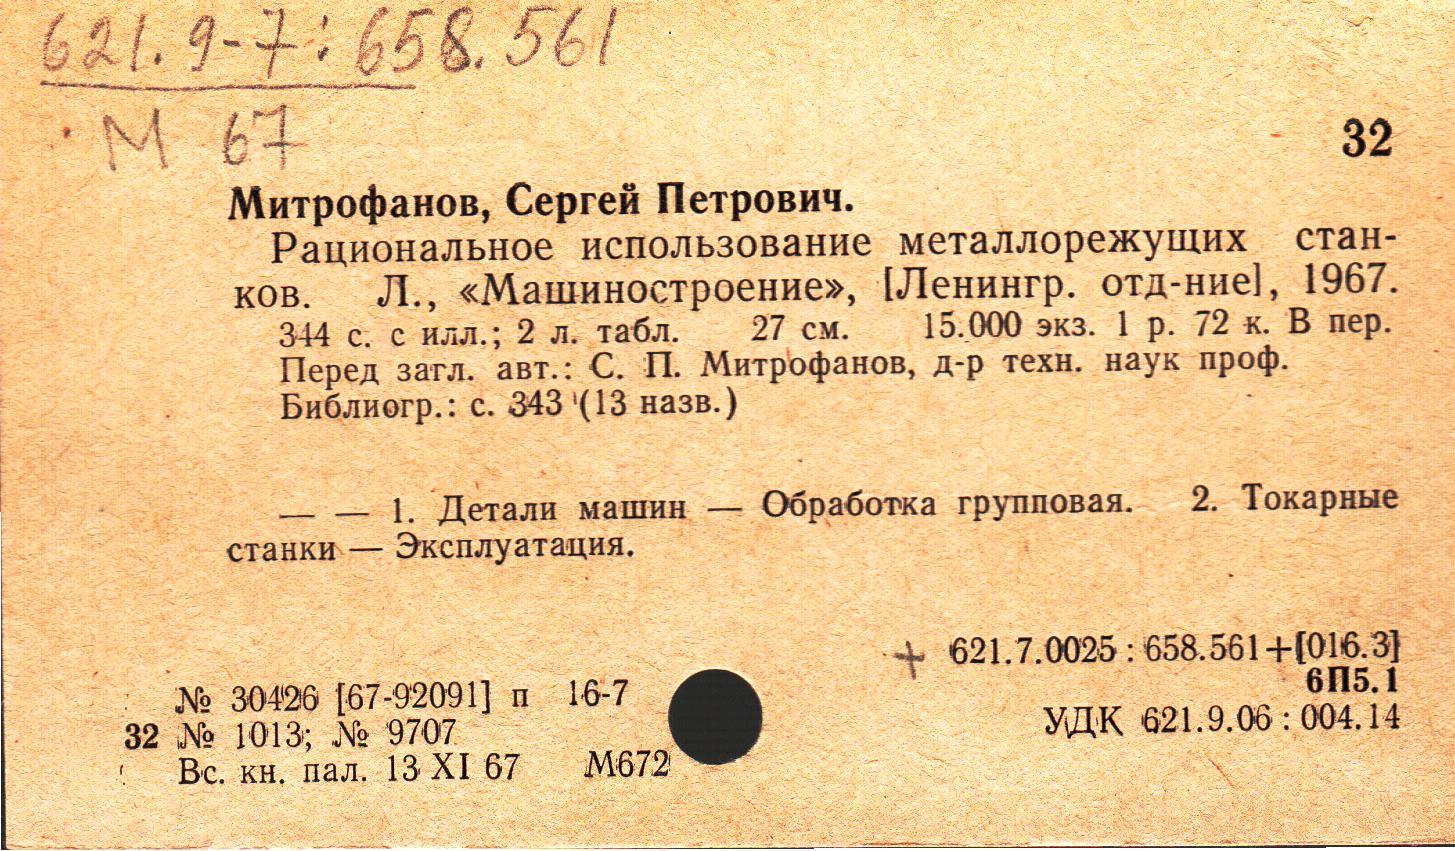 621.9-7:658.561
М 67
32
Митрофанов, Сергей Петрович.
Рациональное использование металлорежущих стан-
ков. Л., «Машиностроение», [Ленингр. отд-ние], 1967.
344 с. с илл.; 2 л. табл. 27 см. 15.000 экз. 1 р. 72 к. В пер.
Перед загл. авт.: С. П. Митрофанов, д-р техн. наук проф.
Библиогр.: с. 343 (13 назв.)
— — 1. Детали машин — Обработка групповая. 2. Токарные
станки — Эксплуатация.
+ 621.7.0025 : 658.561+[016.3]
6П5.1
№ 30426 [67-92091] п 16-7
УДК 621.9.06 : 004.14
32 № 1013; № 9707
Вс. кн. пал. 13 XI 67 М672